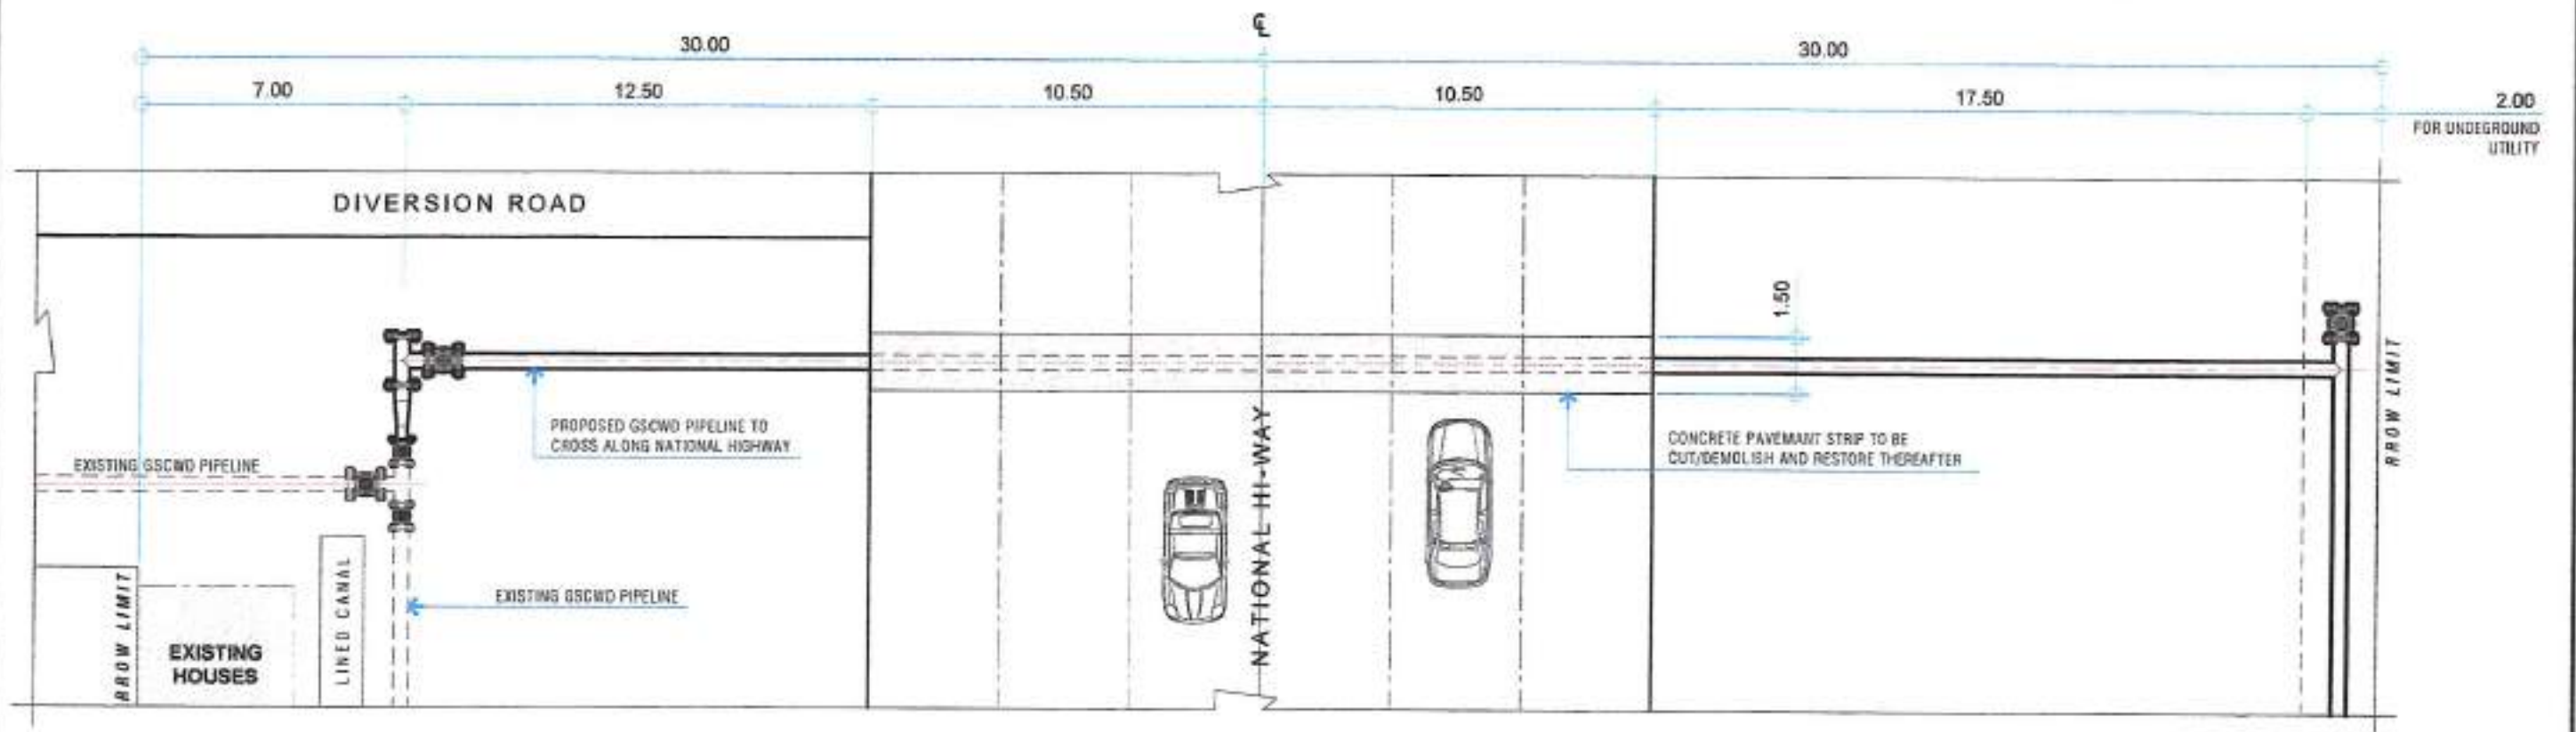 ℄
30.00
30.00
7.00
12.50
10.50
10.50
17.50
2.00
FOR UNDEGROUND
UTILITY
DIVERSION ROAD
1.50
RROW LIMIT
PROPOSED GSCWD PIPELINE TO
CROSS ALONG NATIONAL HIGHWAY
CONCRETE PAVEMANT STRIP TO BE
CUT/DEMOLISH AND RESTORE THEREAFTER
EXISTING GSCWD PIPELINE
NATIONAL HI-WAY
EXISTING GSCWD PIPELINE
LINED CANAL
RROW LIMIT
EXISTING
HOUSES